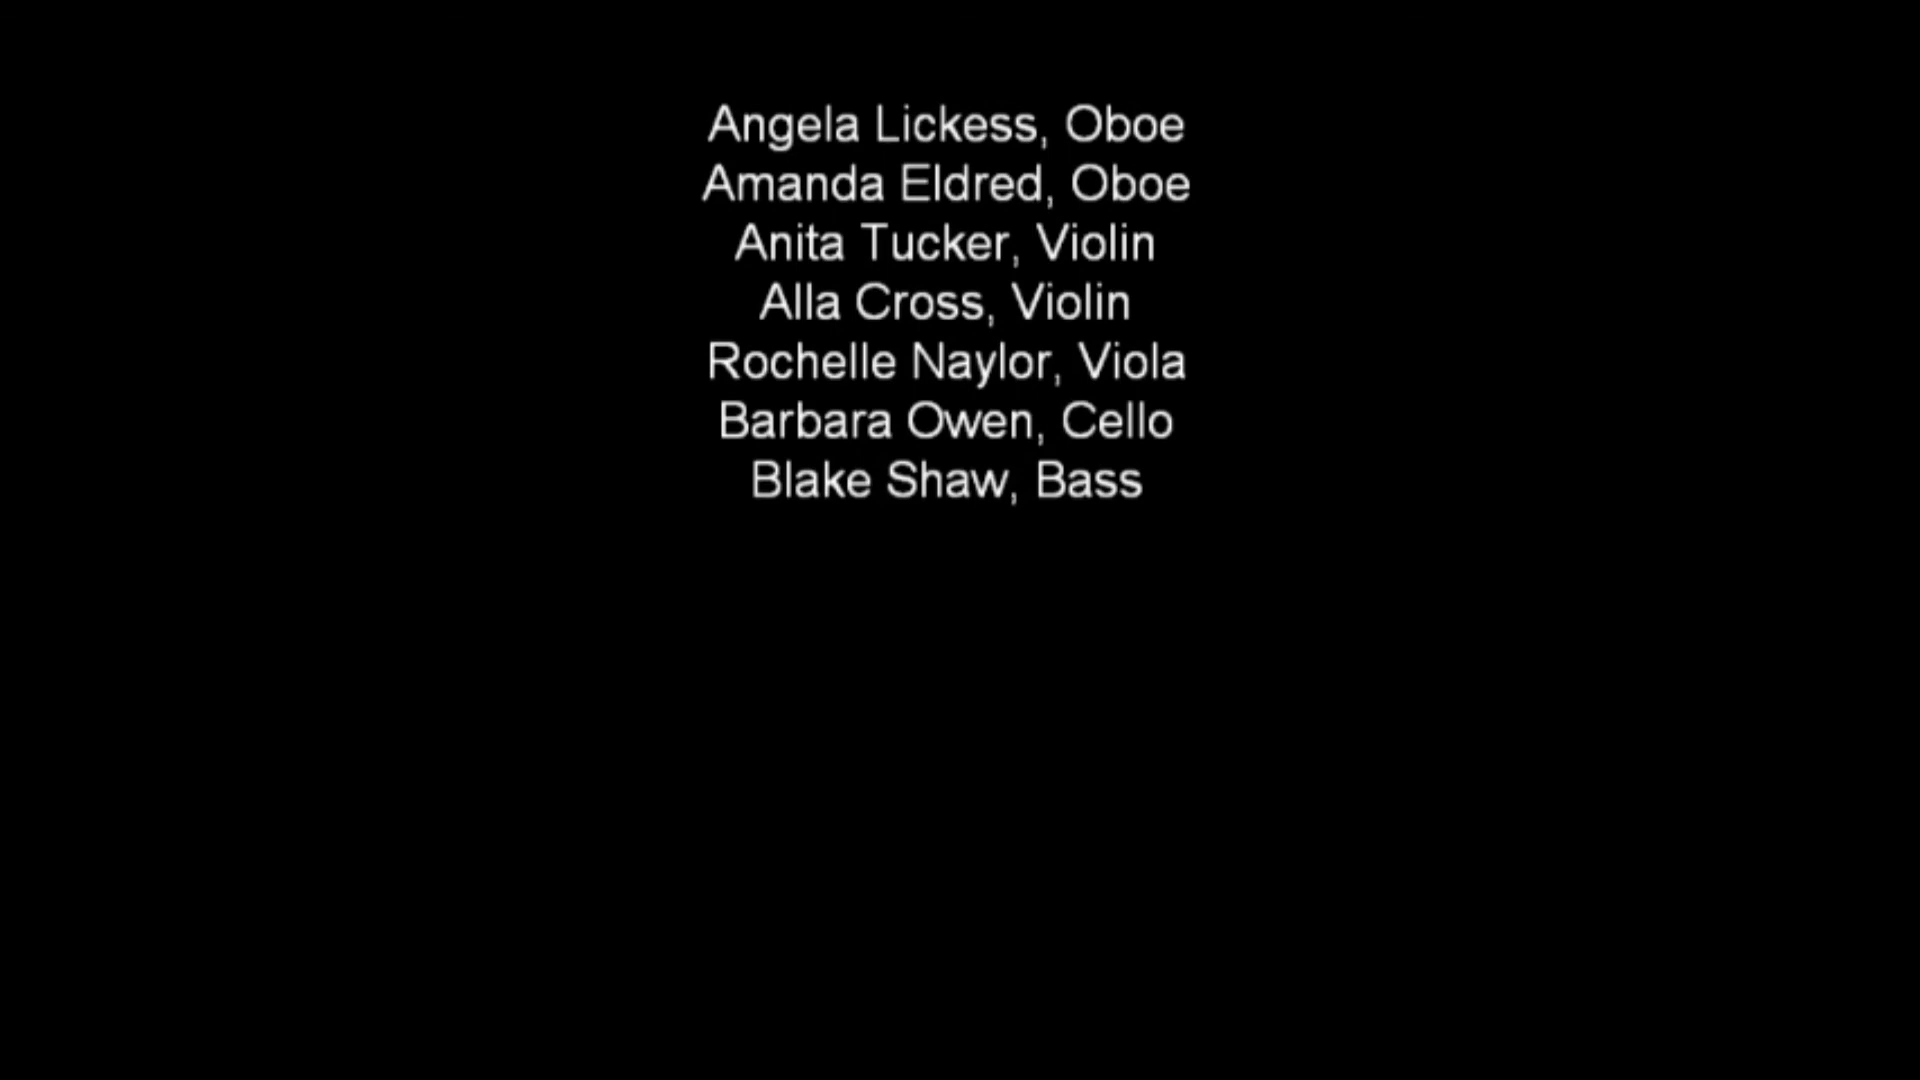 Angela Lickess, Oboe
Amanda Eldred, Oboe
Anita Tucker, Violin
Alla Cross, Violin
Rochelle Naylor, Viola
Barbara Owen, Cello
Blake Shaw, Bass